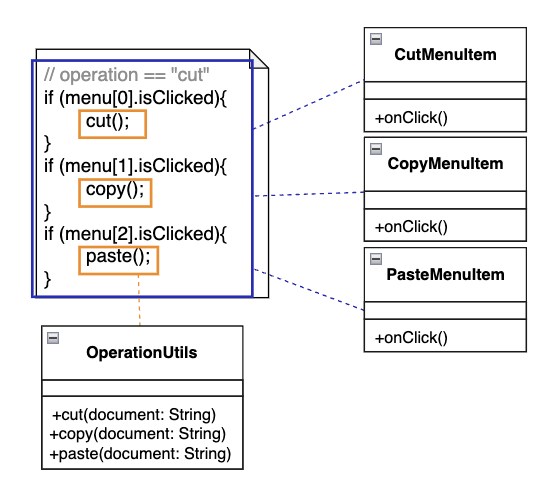 // operation == "cut"
if (menu[0].isClicked){
cut();
}
if (menu[1].isClicked){
copy();
}
if (menu[2].isClicked){
paste();
}
CutMenuItem
+onClick()
CopyMenuItem
+onClick()
PasteMenuItem
+onClick()
OperationUtils
+cut(document: String)
+copy(document: String)
+paste(document: String)